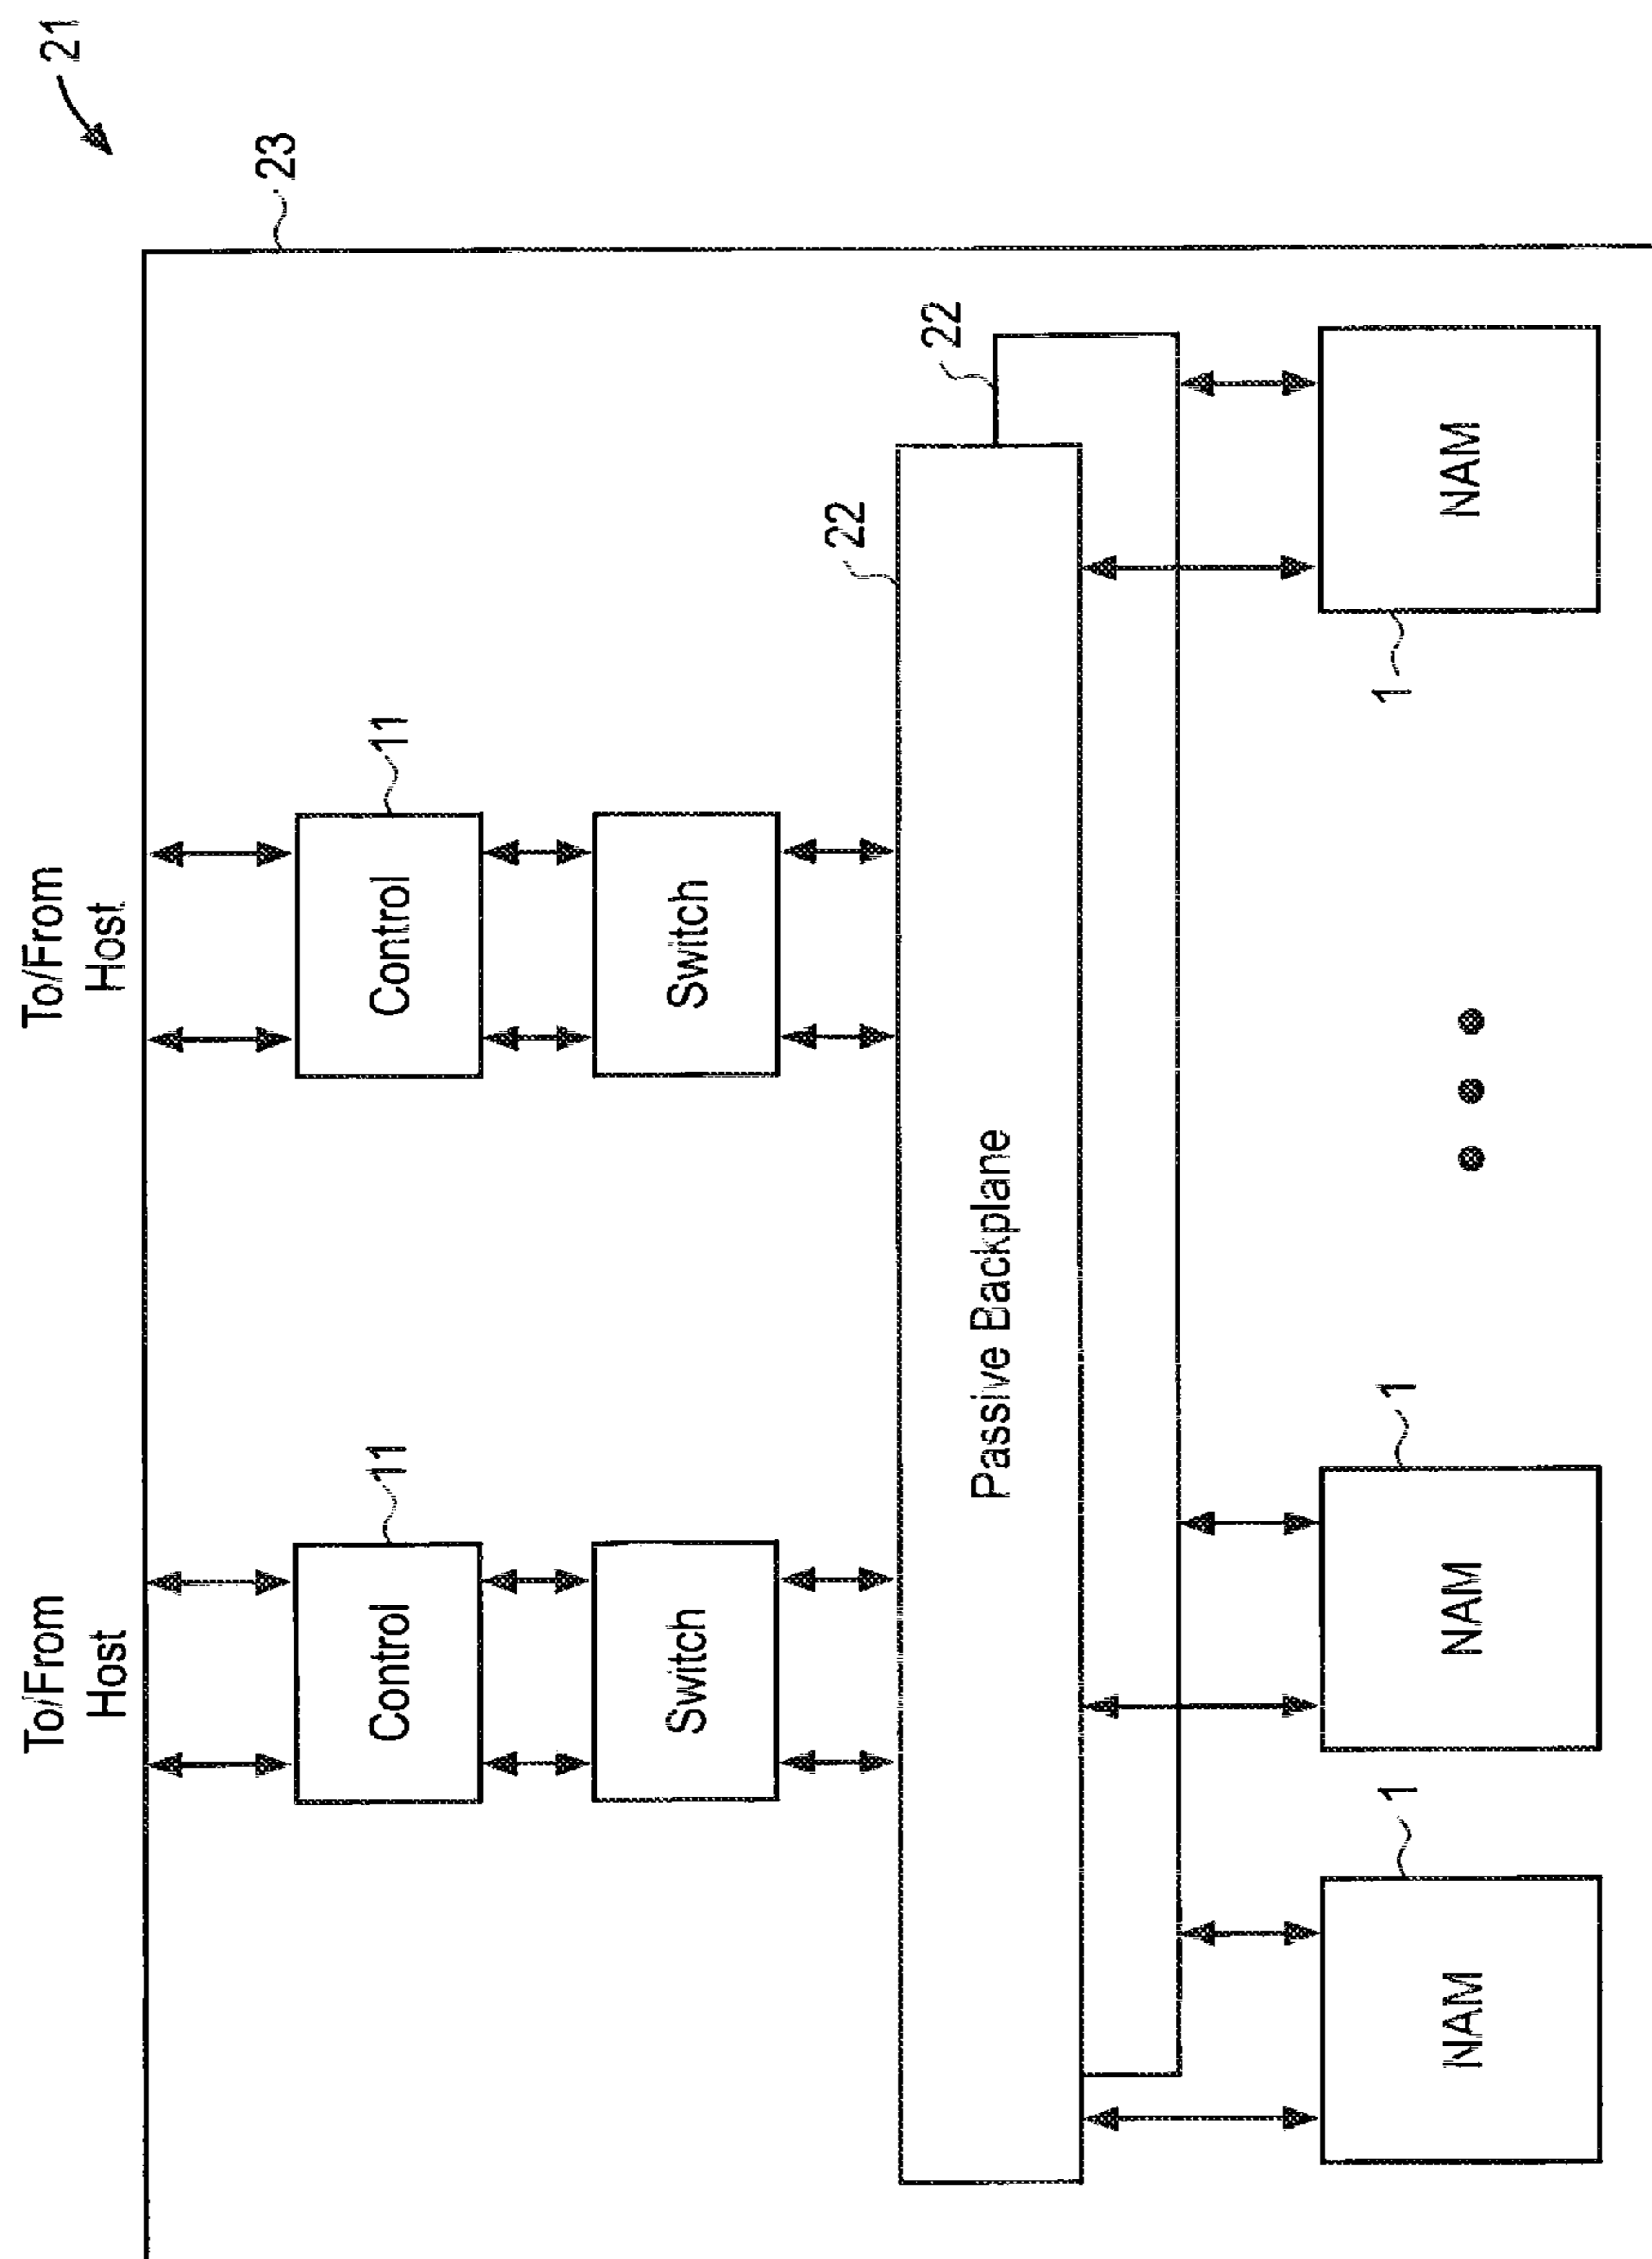 To/From
Host
To/From
Host
21
23
Control
11
Control
11
Switch
Switch
22
22
Passive Backplane
1
1
1
NAM
NAM
NAM